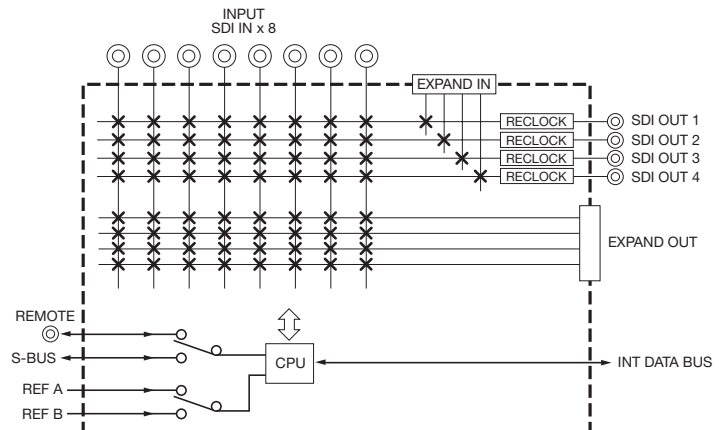 INPUT
SDI IN x 8
EXPAND IN
RECLOCK
SDI OUT 1
RECLOCK
SDI OUT 2
RECLOCK
SDI OUT 3
RECLOCK
SDI OUT 4
EXPAND OUT
REMOTE
S-BUS
CPU
INT DATA BUS
REF A
REF B